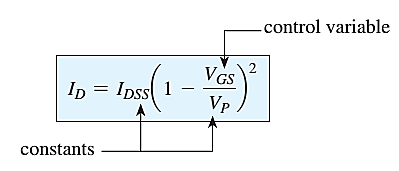 control variable
I_D = I_DSS(1 - V_GS/V_P)^2
constants